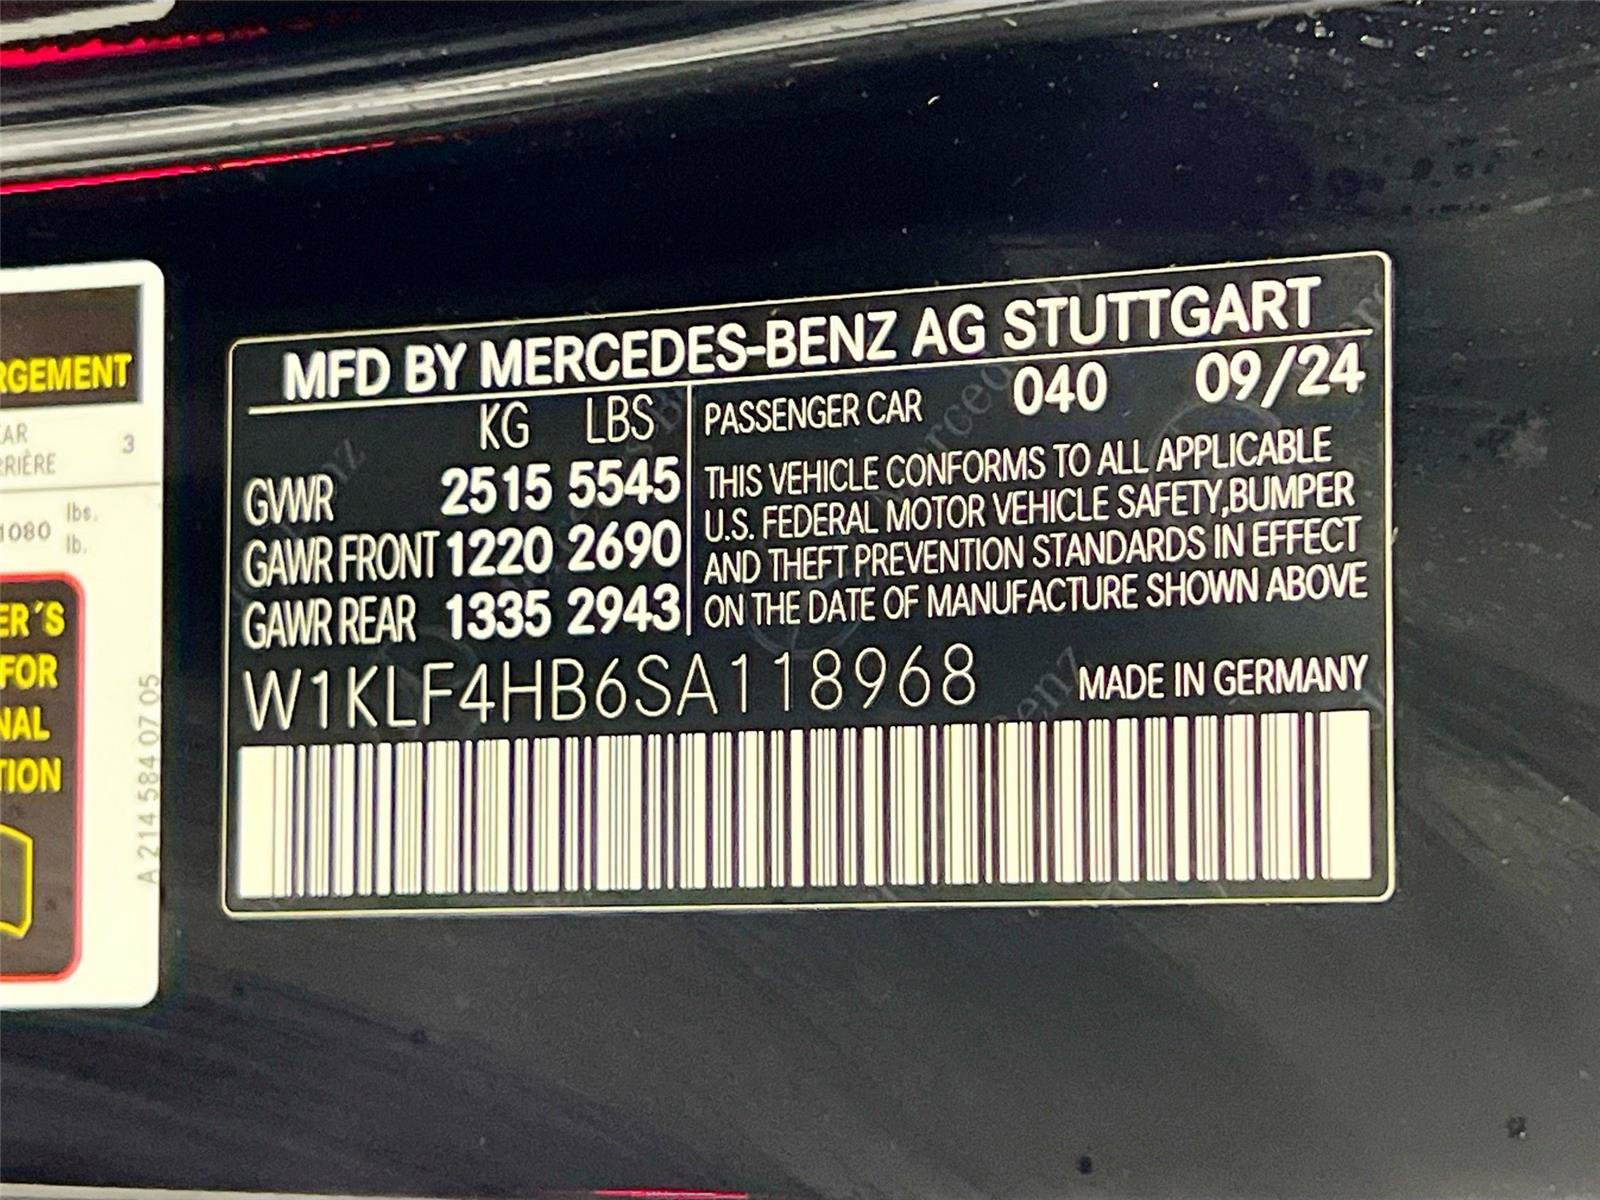 RGEMENT
AR
RRIÈRE 3
1080 lbs.
lb.
ER´S
FOR
NAL
TION
A 214 584 07 05
MFD BY MERCEDES-BENZ AG STUTTGART
KG LBS
GVWR 2515 5545
GAWR FRONT 1220 2690
GAWR REAR 1335 2943
PASSENGER CAR 040 09/24
THIS VEHICLE CONFORMS TO ALL APPLICABLE
U.S. FEDERAL MOTOR VEHICLE SAFETY,BUMPER
AND THEFT PREVENTION STANDARDS IN EFFECT
ON THE DATE OF MANUFACTURE SHOWN ABOVE
W1KLF4HB6SA118968
MADE IN GERMANY